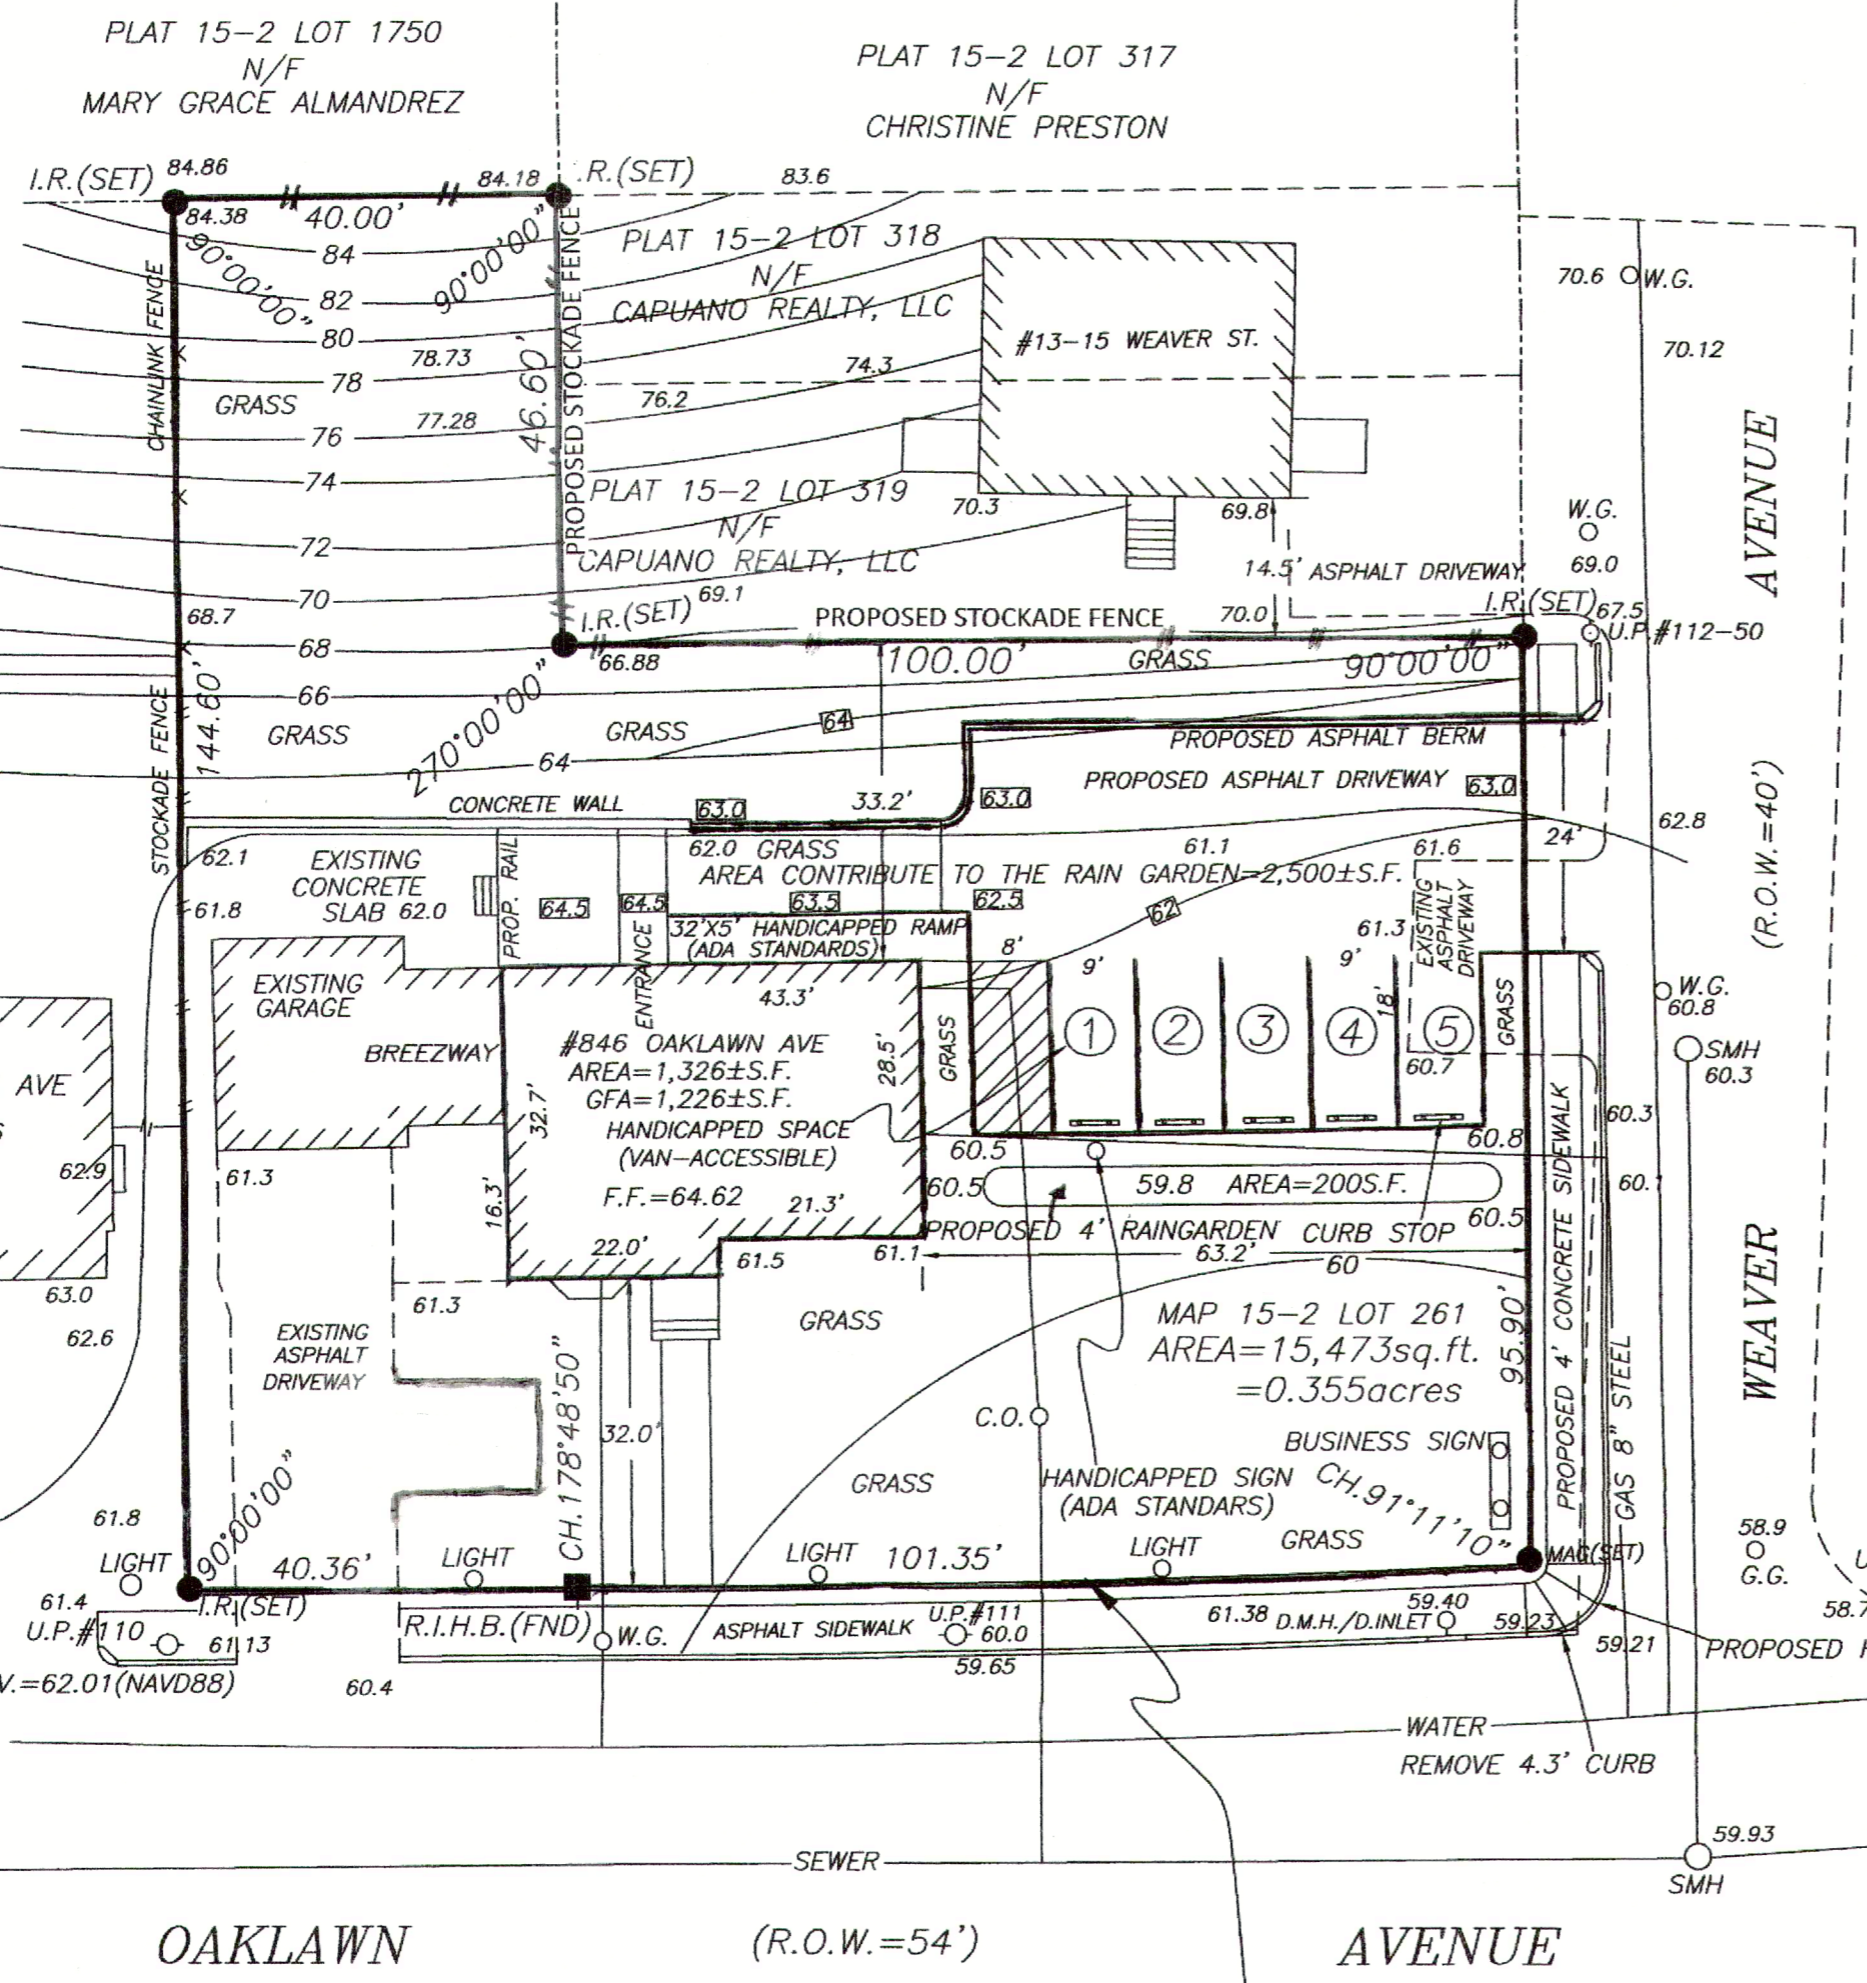 PLAT 15-2 LOT 1750
N/F
MARY GRACE ALMANDREZ
PLAT 15-2 LOT 317
N/F
CHRISTINE PRESTON
I.R.(SET)
84.86
84.18
.R.(SET)
83.6
84.38
40.00'
90°00'00"
90°00'00"
84
82
80
78
76
74
72
70
68
66
64
78.73
77.28
GRASS
CHAINLINK FENCE
46.60'
PROPOSED STOCKADE FENCE
PLAT 15-2 LOT 318
N/F
CAPUANO REALTY, LLC
#13-15 WEAVER ST.
74.3
76.2
70.6
W.G.
70.12
PLAT 15-2 LOT 319
N/F
CAPUANO REALTY, LLC
70.3
69.8
W.G.
69.0
14.5'
ASPHALT DRIVEWAY
69.1
I.R.(SET)
PROPOSED STOCKADE FENCE
70.0
I.R.(SET)
67.5
U.P.#112-50
68.7
66.88
100.00'
GRASS
90°00'00"
144.60'
STOCKADE FENCE
270°00'00"
GRASS
GRASS
64
PROPOSED ASPHALT BERM
PROPOSED ASPHALT DRIVEWAY
63.0
63.0
63.0
33.2'
CONCRETE WALL
24'
62.8
AVENUE
(R.O.W.=40')
WEAVER
62.1
EXISTING
CONCRETE
SLAB 62.0
61.8
PROP. RAIL
64.5
64.5
63.5
62.5
62.0 GRASS
61.1
61.6
AREA CONTRIBUTE TO THE RAIN GARDEN=2,500±S.F.
62
32'X5' HANDICAPPED RAMP
(ADA STANDARDS)
ENTRANCE
61.3
EXISTING
ASPHALT
DRIVEWAY
8'
9'
9'
18'
1
2
3
4
5
GRASS
GRASS
60.7
EXISTING
GARAGE
BREEZWAY
43.3'
28.5'
32.7'
#846 OAKLAWN AVE
AREA=1,326±S.F.
GFA=1,226±S.F.
HANDICAPPED SPACE
(VAN-ACCESSIBLE)
F.F.=64.62
21.3'
22.0'
16.3'
W.G.
60.8
SMH
60.3
AVE
62.9
63.0
62.6
61.3
61.3
60.5
60.8
60.3
60.5
59.8 AREA=200S.F.
60.1
PROPOSED 4' RAINGARDEN
CURB STOP
60.5
61.5
61.1
63.2'
60
GRASS
MAP 15-2 LOT 261
AREA=15,473sq.ft.
=0.355acres
95.90'
PROPOSED 4' CONCRETE SIDEWALK
GAS 8" STEEL
EXISTING
ASPHALT
DRIVEWAY
CH.178°48'50"
32.0'
C.O.
BUSINESS SIGN
GRASS
HANDICAPPED SIGN
(ADA STANDARS)
CH.91°11'10"
GRASS
90°00'00"
61.8
LIGHT
40.36'
LIGHT
LIGHT
101.35'
LIGHT
MAG(SET)
58.9
G.G.
61.4
U.P.#110
I.R.(SET)
61.13
R.I.H.B.(FND)
W.G.
ASPHALT SIDEWALK
U.P.#111
60.0
61.38
59.40
D.M.H./D.INLET
59.23
59.21
58.7
59.65
60.4
V.=62.01(NAVD88)
PROPOSED
WATER
REMOVE 4.3' CURB
SEWER
59.93
SMH
OAKLAWN
(R.O.W.=54')
AVENUE